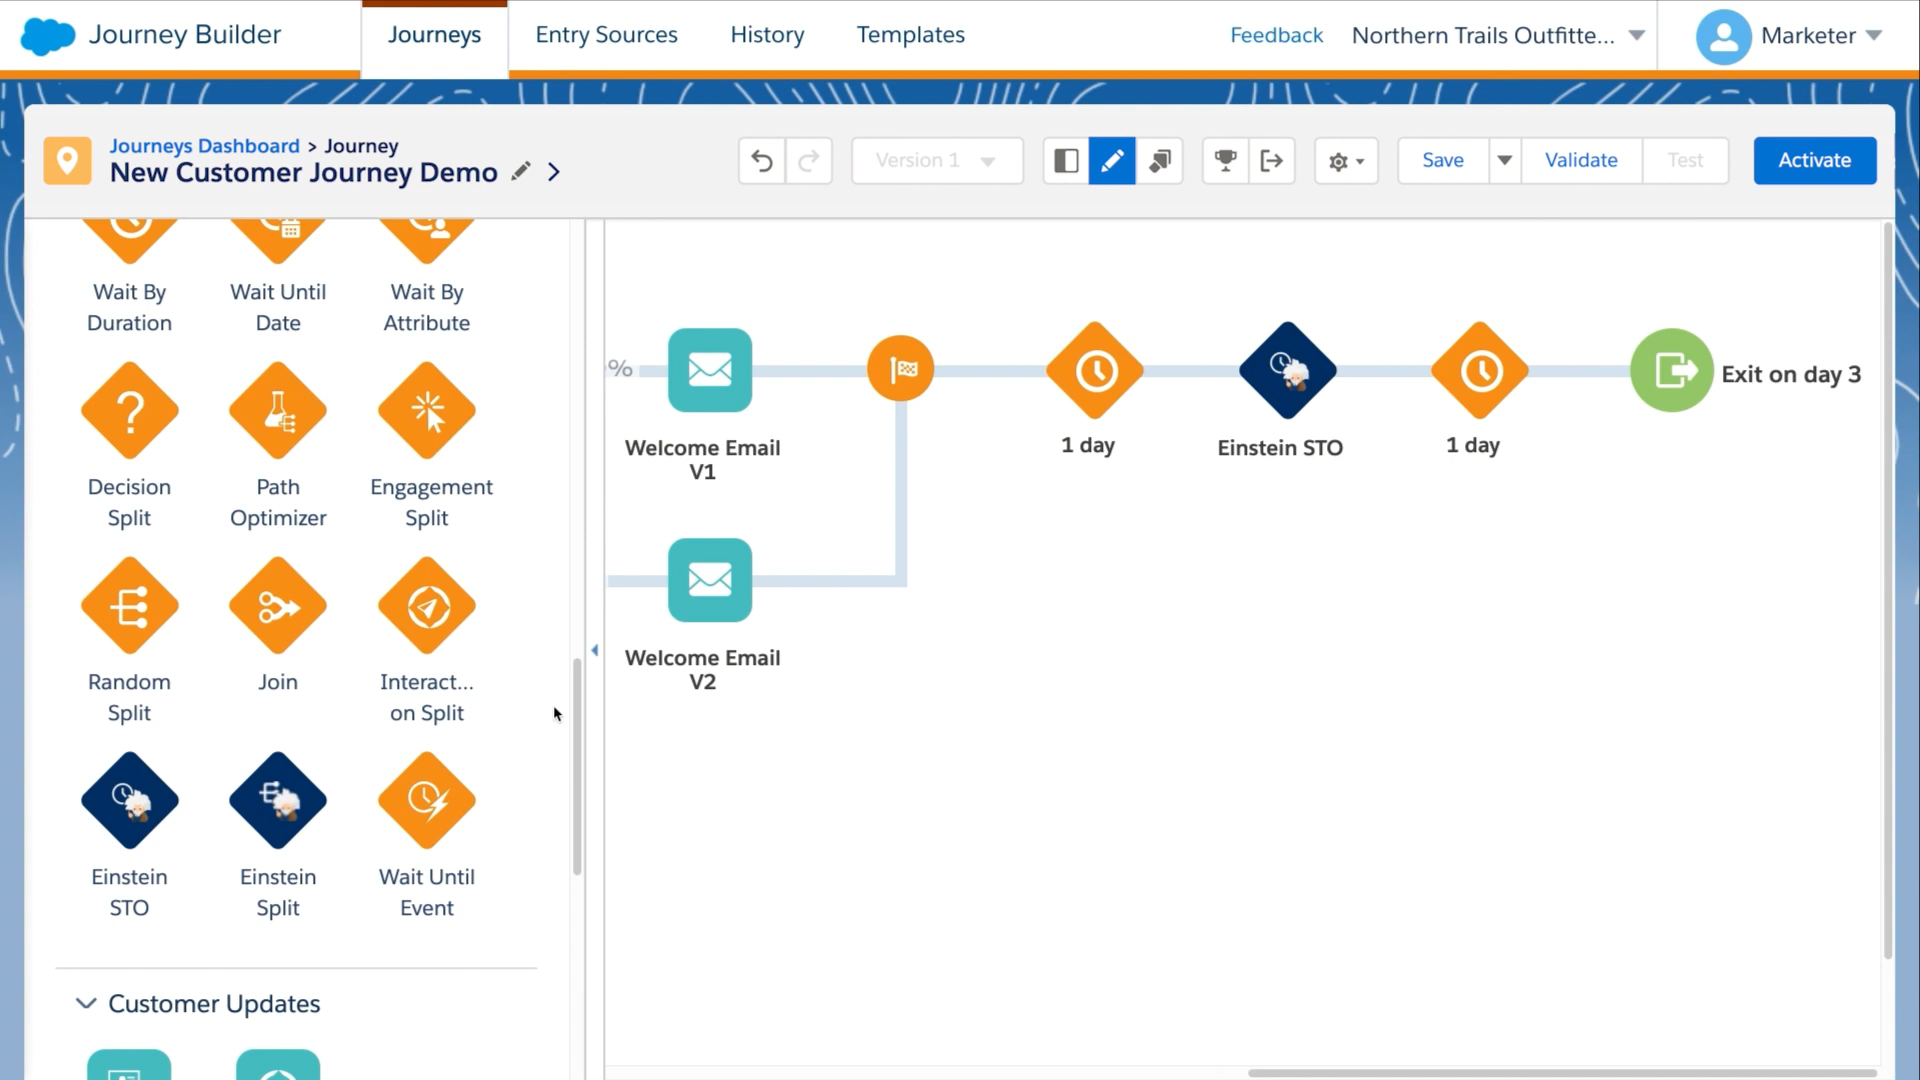 Journey Builder
Journeys
Entry Sources
History
Templates
Feedback
Northern Trails Outfitte...
Marketer
Journeys Dashboard > Journey
New Customer Journey Demo
Version 1
Save
Validate
Test
Activate
Wait By
Duration
Wait Until
Date
Wait By
Attribute
Decision
Split
Path
Optimizer
Engagement
Split
Random
Split
Join
Interact...
on Split
Einstein
STO
Einstein
Split
Wait Until
Event
Customer Updates
%
Welcome Email
V1
1 day
Einstein STO
1 day
Exit on day 3
Welcome Email
V2